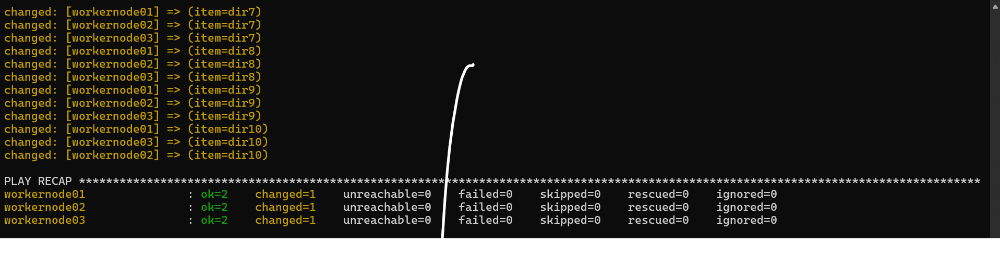 changed: [workernode01] => (item=dir7)
changed: [workernode02] => (item=dir7)
changed: [workernode03] => (item=dir7)
changed: [workernode01] => (item=dir8)
changed: [workernode02] => (item=dir8)
changed: [workernode03] => (item=dir8)
changed: [workernode01] => (item=dir9)
changed: [workernode02] => (item=dir9)
changed: [workernode03] => (item=dir9)
changed: [workernode01] => (item=dir10)
changed: [workernode03] => (item=dir10)
changed: [workernode02] => (item=dir10)
PLAY RECAP *************************************************************************************************************************************
workernode01               : ok=2    changed=1    unreachable=0    failed=0    skipped=0    rescued=0    ignored=0
workernode02               : ok=2    changed=1    unreachable=0    failed=0    skipped=0    rescued=0    ignored=0
workernode03               : ok=2    changed=1    unreachable=0    failed=0    skipped=0    rescued=0    ignored=0